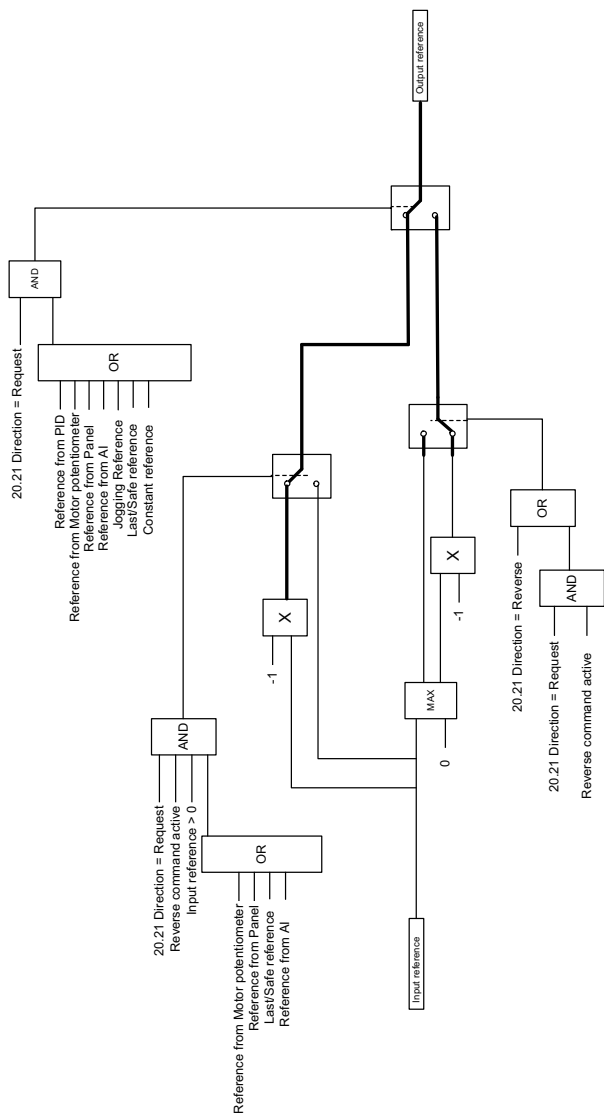 Output reference
AND
20.21 Direction = Request
OR
Reference from PID
Reference from Motor potentiometer
Reference from Panel
Reference from AI
Jogging Reference
Last/Safe reference
Constant reference
AND
20.21 Direction = Request
Reverse command active
Input reference > 0
OR
Reference from Motor potentiometer
Reference from Panel
Last/Safe reference
Reference from AI
X
-1
X
-1
MAX
0
OR
20.21 Direction = Reverse
AND
20.21 Direction = Request
Reverse command active
Input reference